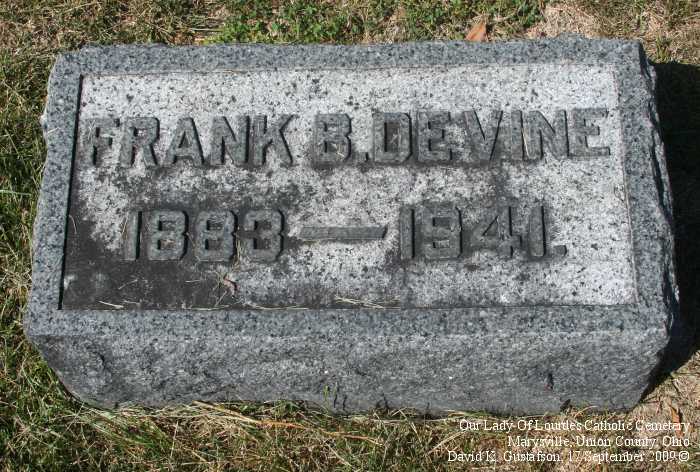 FRANK B. DEVINE
1883 — 1941.
Our Lady Of Lourdes Catholic Cemetery
Marysville, Union County, Ohio
David K. Gustafson, 17 September 2009 ©